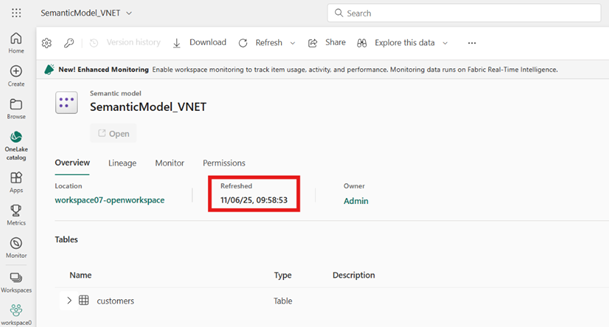 SemanticModel_VNET
Search
Version history
Download
Refresh
Share
Explore this data
New! Enhanced Monitoring Enable workspace monitoring to track item usage, activity, and performance. Monitoring data runs on Fabric Real-Time Intelligence.
Home
Create
Browse
OneLake
catalog
Apps
Metrics
Monitor
Workspaces
workspace0
Semantic model
SemanticModel_VNET
Open
Overview Lineage Monitor Permissions
Location Refreshed Owner
workspace07-openworkspace 11/06/25, 09:58:53 Admin
Tables
Name Type Description
customers Table